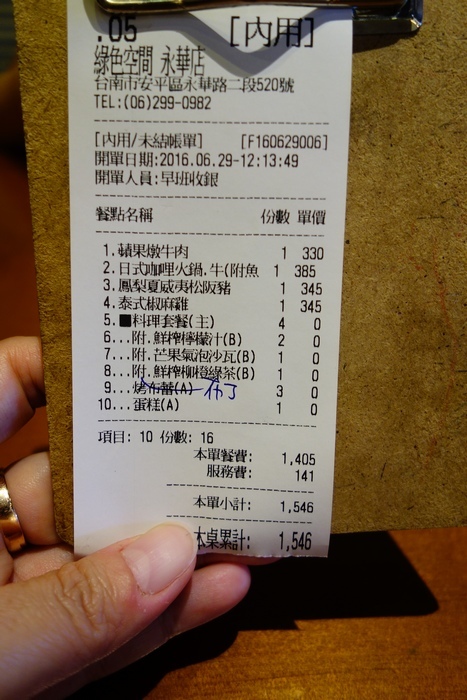 .05 [內用]
綠色空間 永華店
台南市安平區永華路二段520號
TEL:(06)299-0982
[內用/未結帳單] [F160629006]
開單日期:2016.06.29-12:13:49
開單人員:早班收銀
餐點名稱 份數 單價
1.蘋果燉牛肉 1 330
2.日式咖哩火鍋.牛(附魚 1 385
3.鳳梨夏威夷松阪豬 1 345
4.泰式椒麻雞 1 345
5.■料理套餐(主) 4 0
6...附.鮮榨檸檬汁(B) 2 0
7...附.芒果氣泡沙瓦(B) 1 0
8...附.鮮榨柳橙綠茶(B) 1 0
9...烤布蕾(A) 3 0
10...蛋糕(A) 1 0
項目: 10 份數: 16
本單餐費: 1,405
服務費: 141
本單小計: 1,546
本桌累計: 1,546